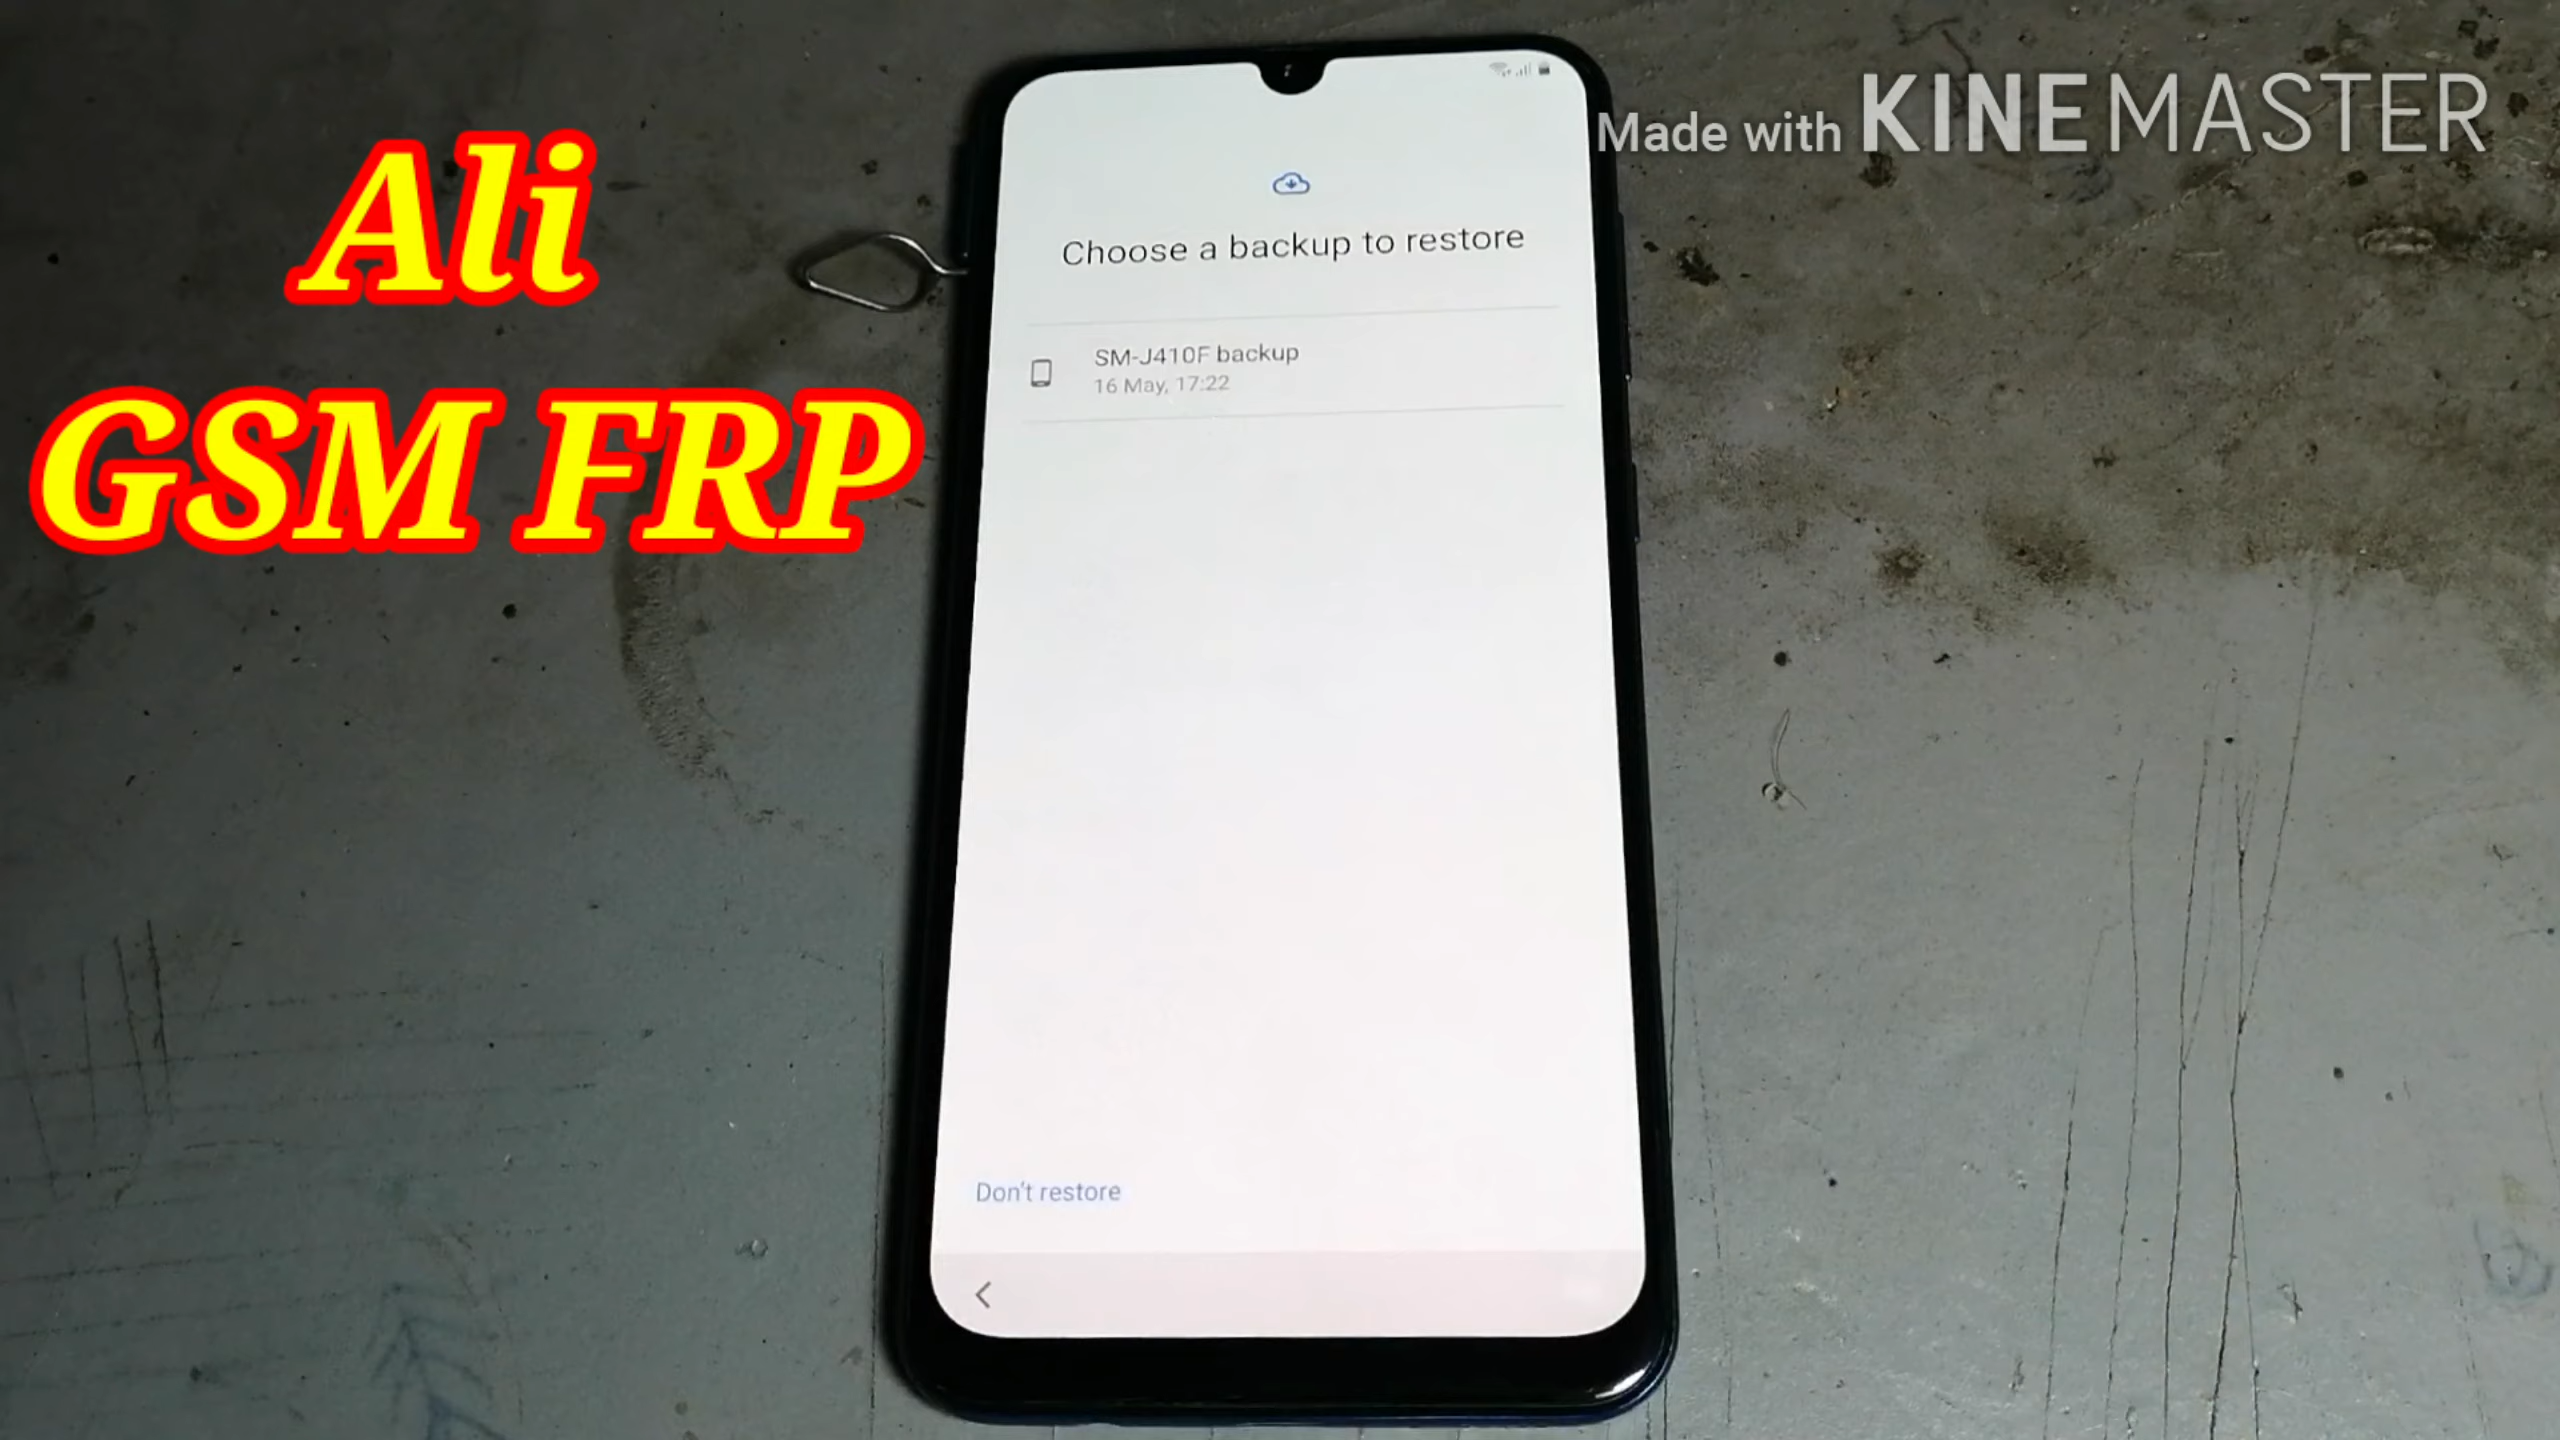 Made with KINEMASTER
Ali
GSM FRP
Choose a backup to restore
SM-J410F backup
16 May, 17:22
Don't restore